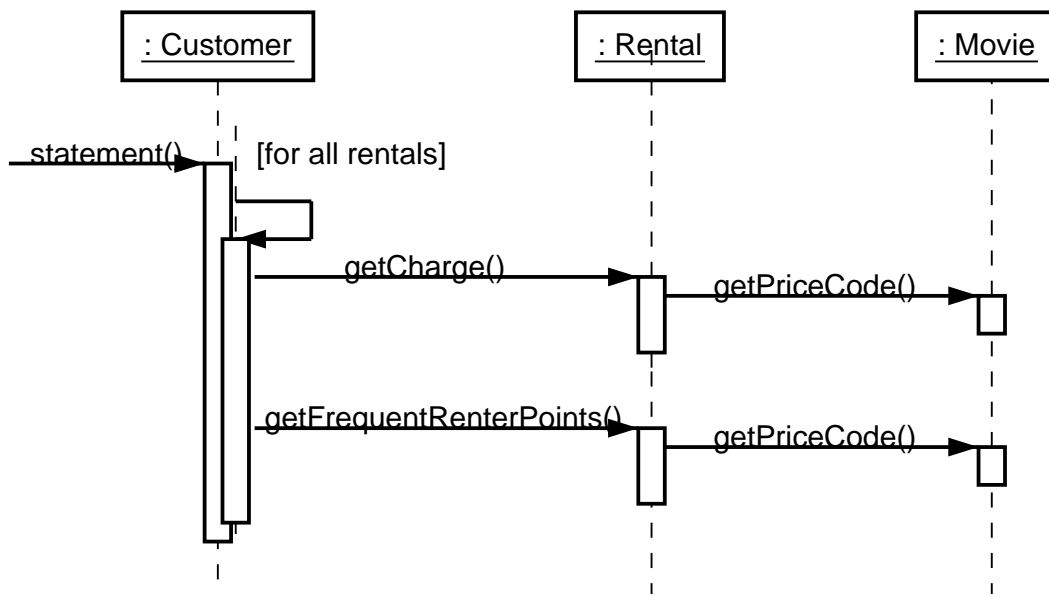 : Customer
: Rental
: Movie
statement()
[for all rentals]
getCharge()
getPriceCode()
getFrequentRenterPoints()
getPriceCode()